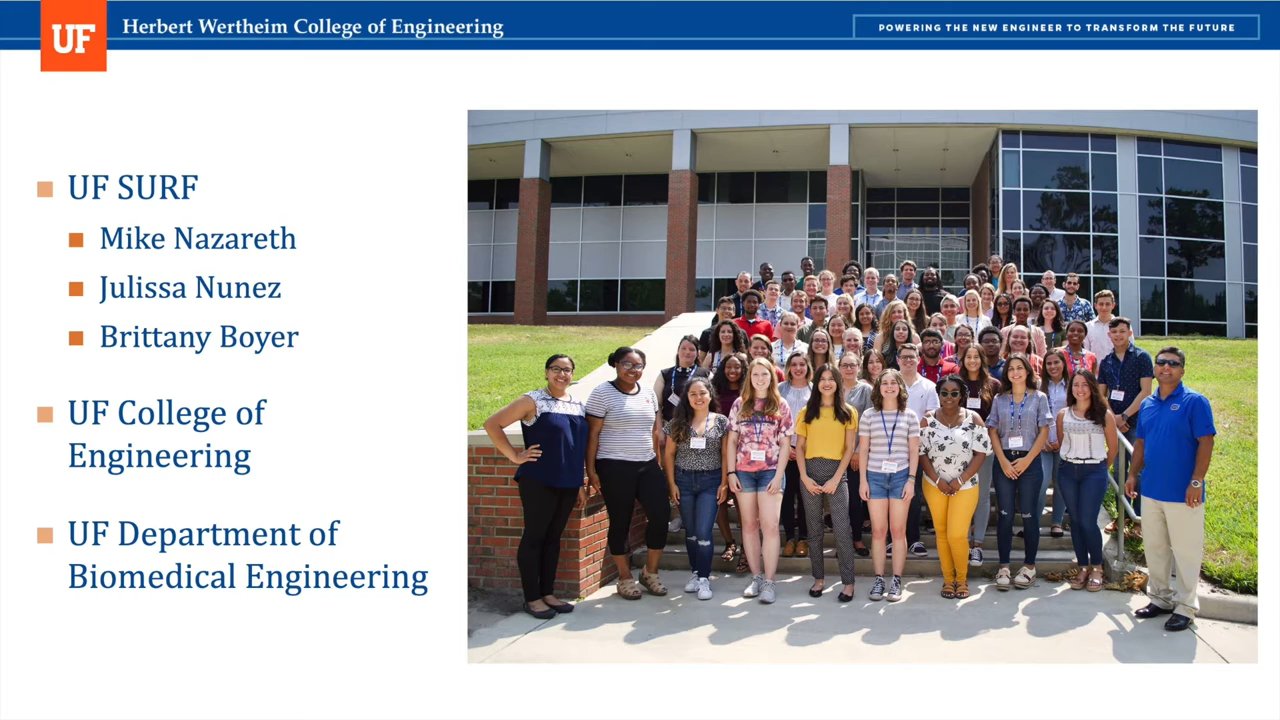 UF
Herbert Wertheim College of Engineering
POWERING THE NEW ENGINEER TO TRANSFORM THE FUTURE
UF SURF
Mike Nazareth
Julissa Nunez
Brittany Boyer
UF College of
Engineering
UF Department of
Biomedical Engineering